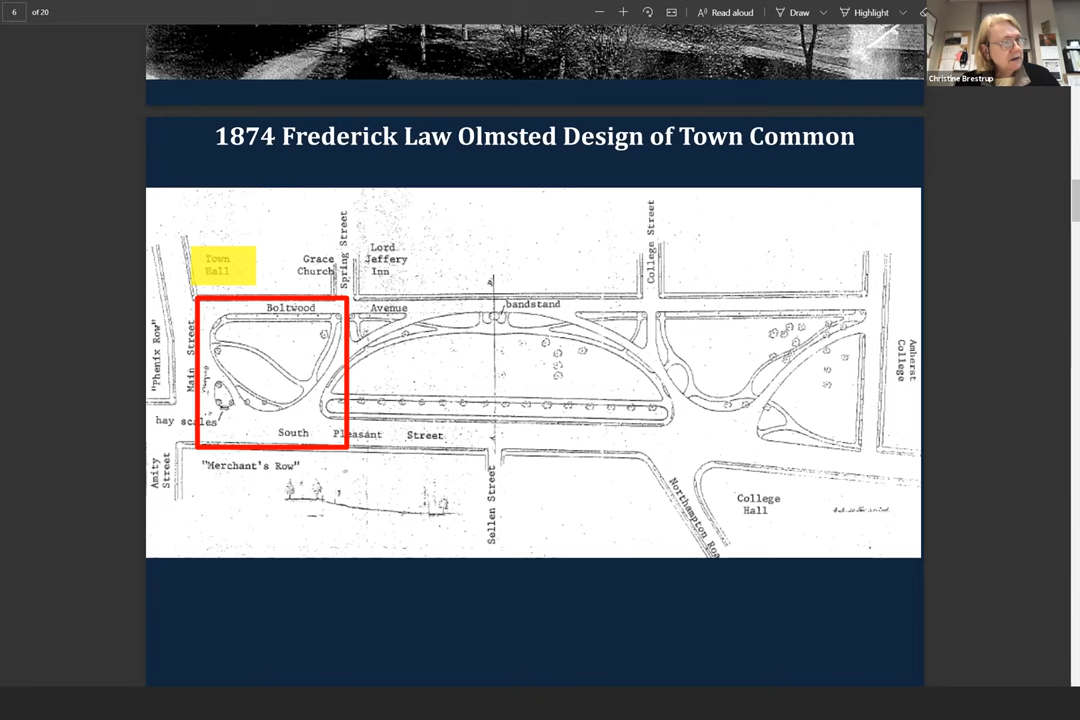 6 of 20
Read aloud
Draw
Highlight
Christine Brestrup
1874 Frederick Law Olmsted Design of Town Common
Town
Hall
Grace
Church
Spring Street
Lord
Jeffery
Inn
College Street
Boltwood Avenue
bandstand
"Phenix Row"
Main Street
Amherst
College
hay scales
South Pleasant Street
Amity
Street
"Merchant's Row"
Sellen Street
Northampton Roa
College
Hall